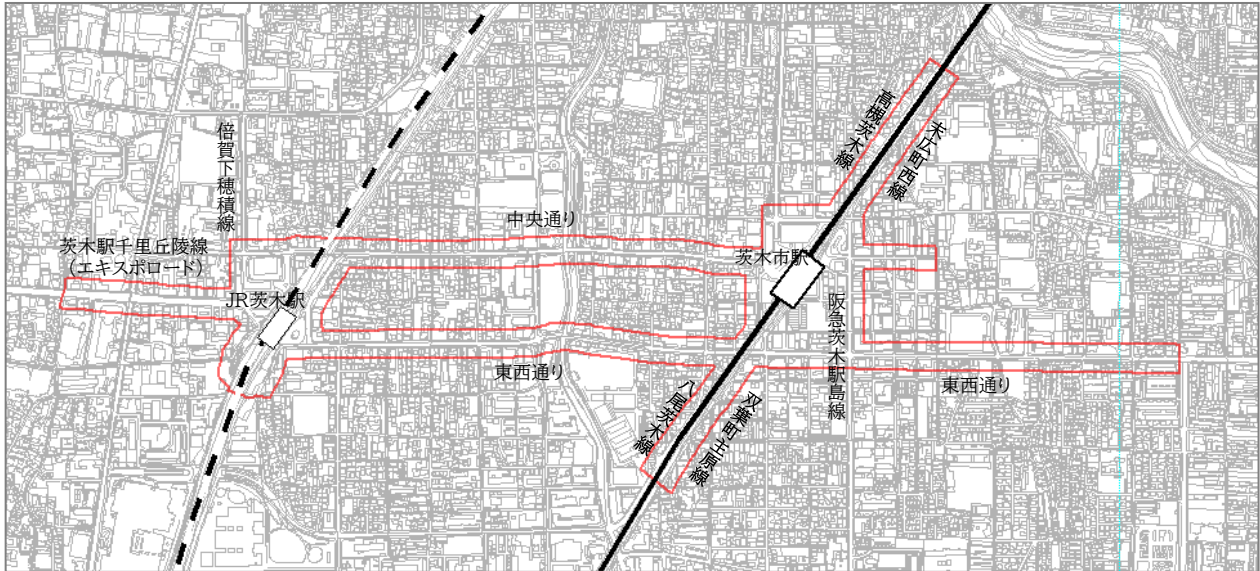 高槻茨木線
末広町西線
倍賀下穂積線
中央通り
茨木駅千里丘陵線
(エキスポロード)
茨木市駅
JR茨木駅
阪急茨木駅島線
東西通り
八尾茨木線
双葉町主原線
東西通り